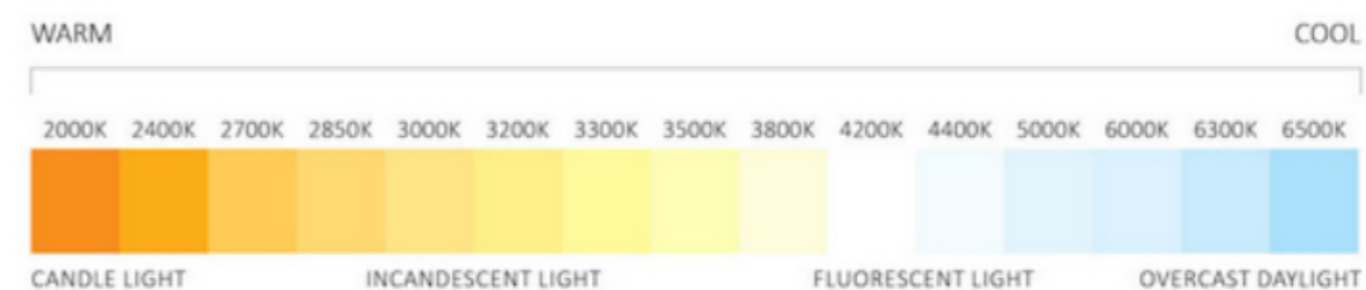 WARM COOL
2000K 2400K 2700K 2850K 3000K 3200K 3300K 3500K 3800K 4200K 4400K 5000K 6000K 6300K 6500K
CANDLE LIGHT INCANDESCENT LIGHT FLUORESCENT LIGHT OVERCAST DAYLIGHT